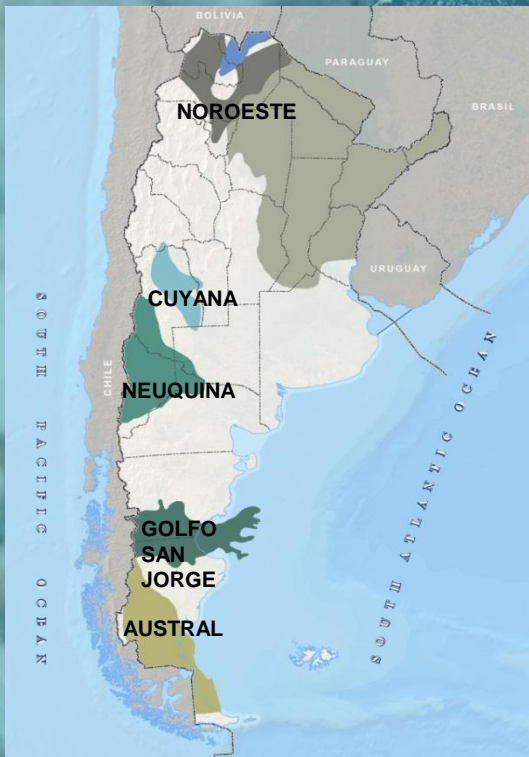 BOLIVIA
PARAGUAY
BRASIL
NOROESTE
URUGUAY
CUYANA
CHILE
NEUQUINA
SOUTH PACIFIC OCEAN
SOUTH ATLANTIC OCEAN
GOLFO
SAN
JORGE
AUSTRAL